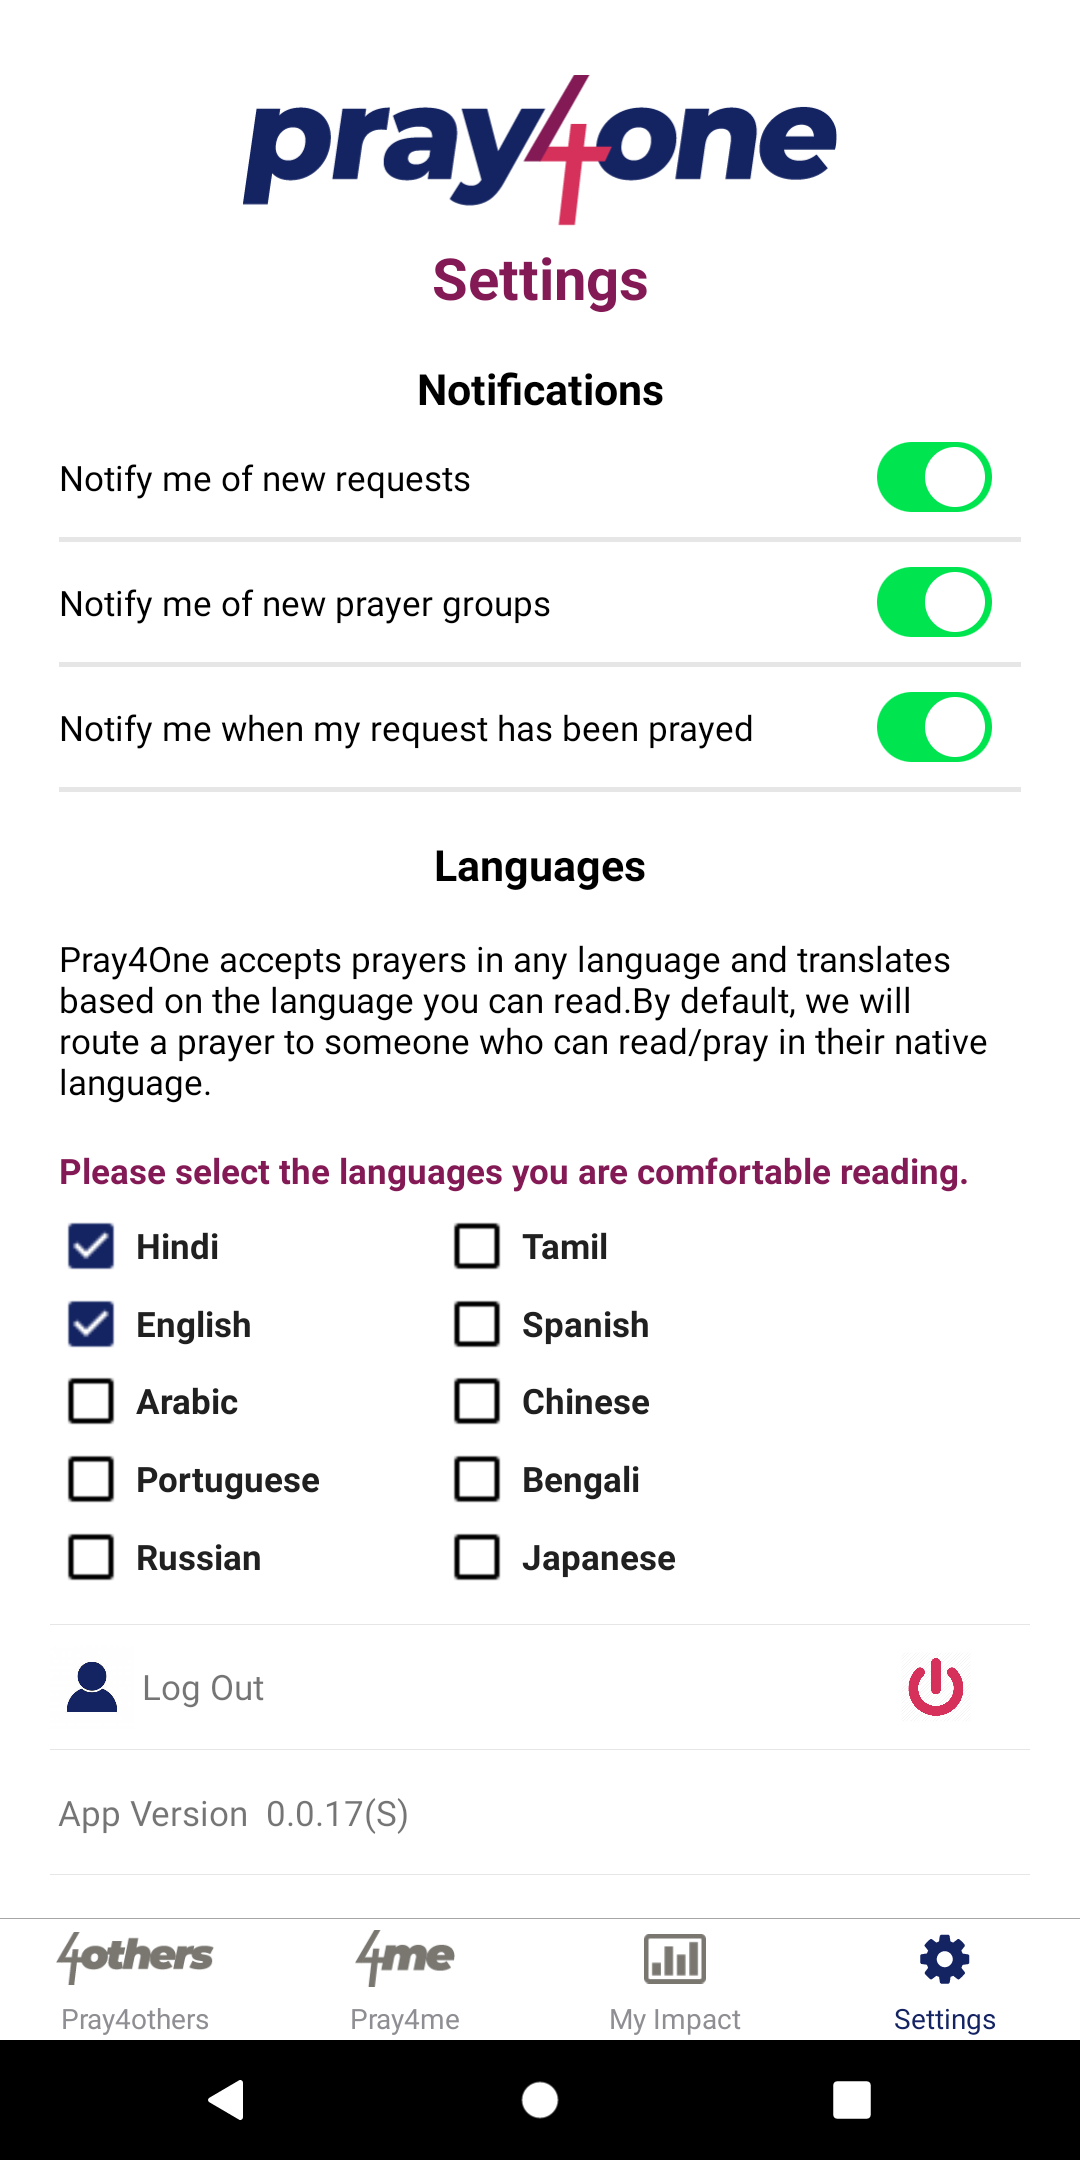 pray4one
Settings
Notifications
Notify me of new requests
Notify me of new prayer groups
Notify me when my request has been prayed
Languages
Pray4One accepts prayers in any language and translates
based on the language you can read.By default, we will
route a prayer to someone who can read/pray in their native
language.
Please select the languages you are comfortable reading.
Hindi Tamil
English Spanish
Arabic Chinese
Portuguese Bengali
Russian Japanese
Log Out
App Version 0.0.17(S)
4others 4me
Pray4others Pray4me My Impact Settings